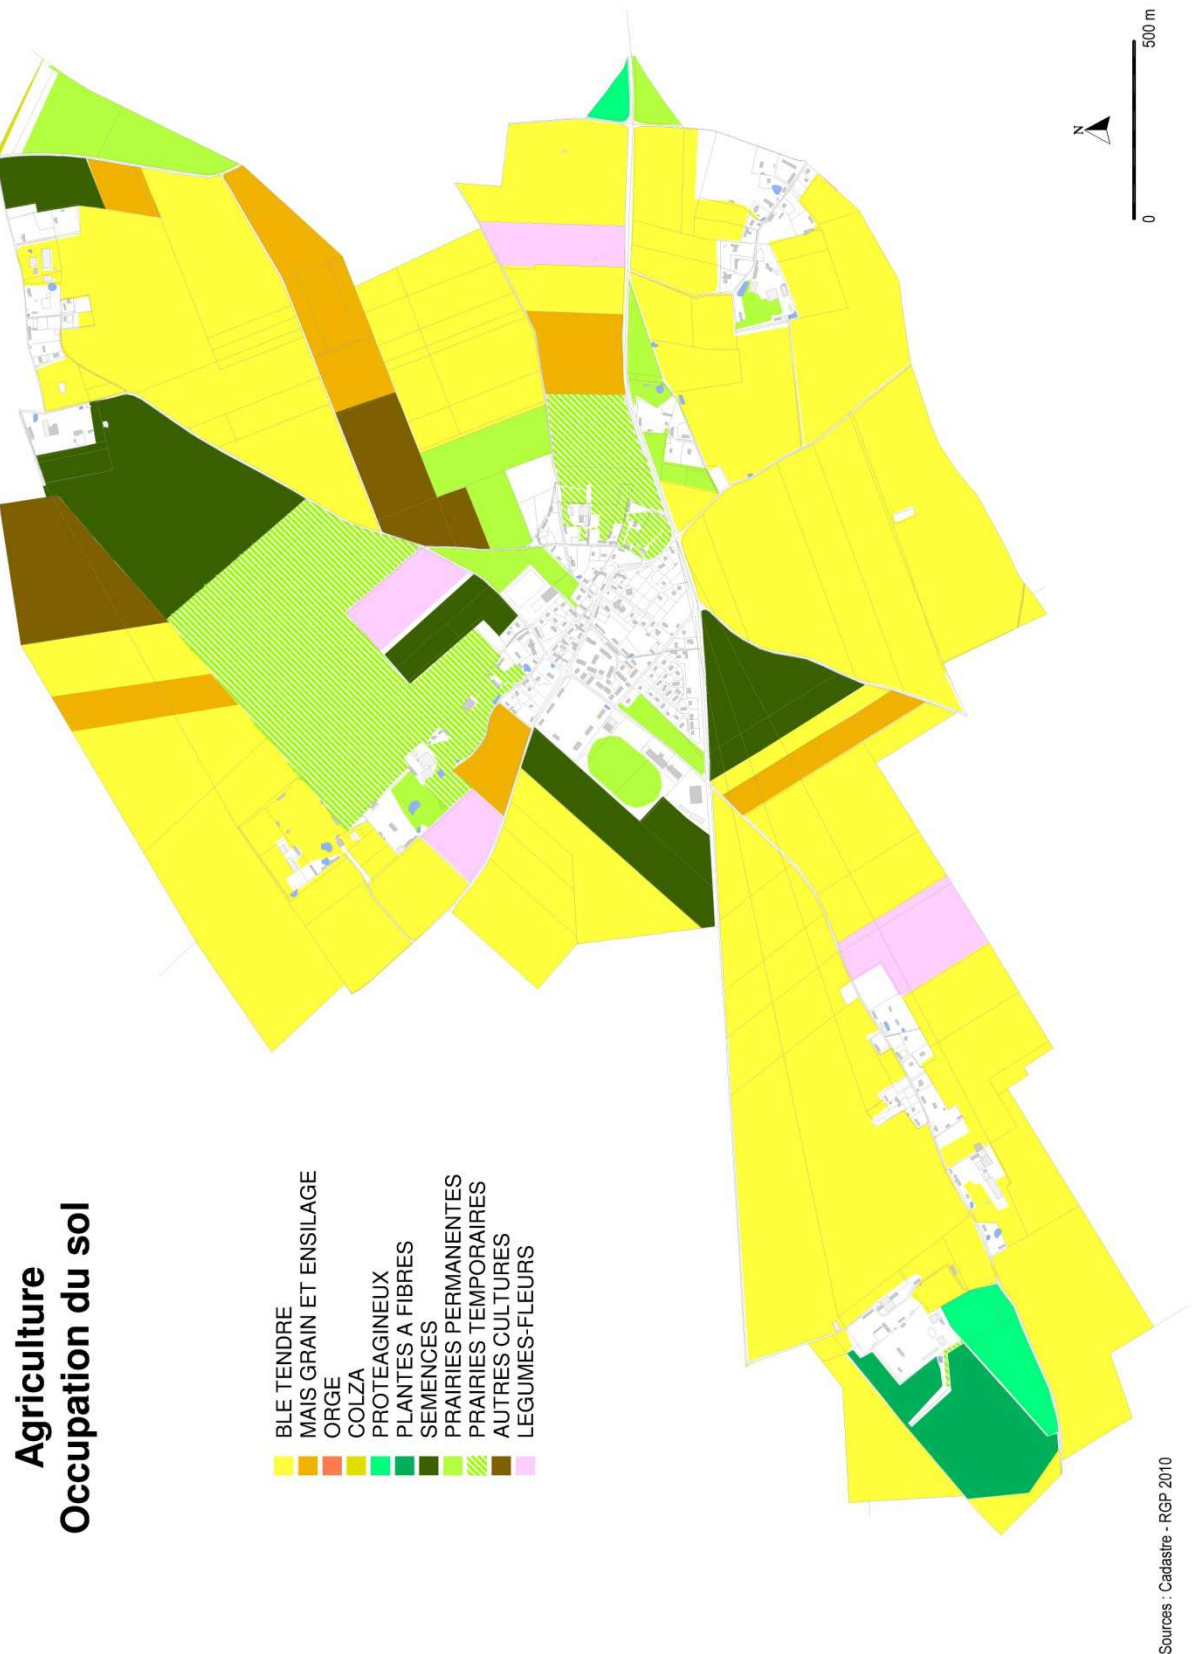 Agriculture
Occupation du sol
BLE TENDRE
MAIS GRAIN ET ENSILAGE
ORGE
COLZA
PROTEAGINEUX
PLANTES A FIBRES
SEMENCES
PRAIRIES PERMANENTES
PRAIRIES TEMPORAIRES
AUTRES CULTURES
LEGUMES-FLEURS
N
0 500 m
Sources : Cadastre - RGP 2010